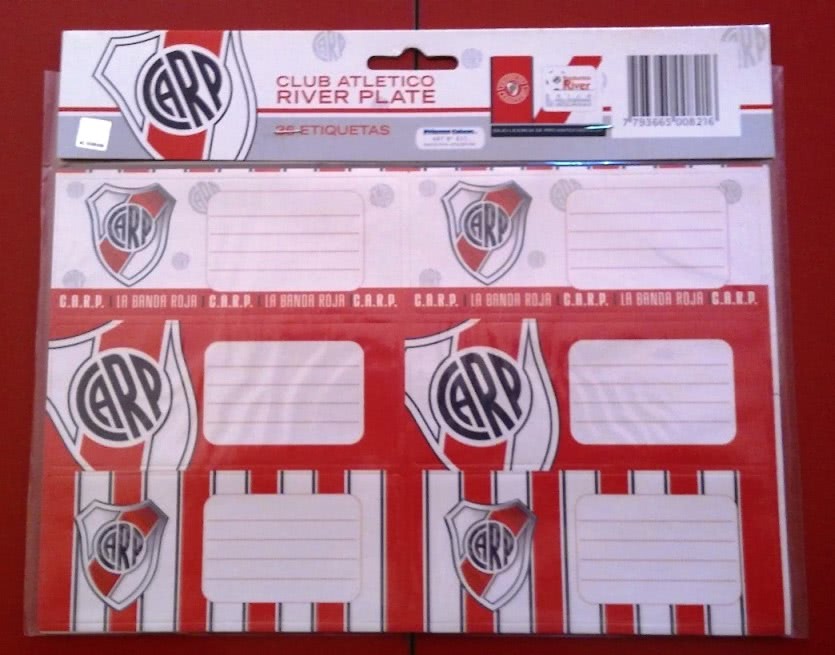 CARP
CLUB ATLETICO
RIVER PLATE
36 ETIQUETAS
River
7 793665 008216
CARP
CARP
C.A.R.P. | LA BANDA ROJA | C.A.R.P. | LA BANDA ROJA | C.A.R.P.
C.A.R.P. | LA BANDA ROJA | C.A.R.P. | LA BANDA ROJA | C.A.R.P.
CARP
CARP
CARP
CARP